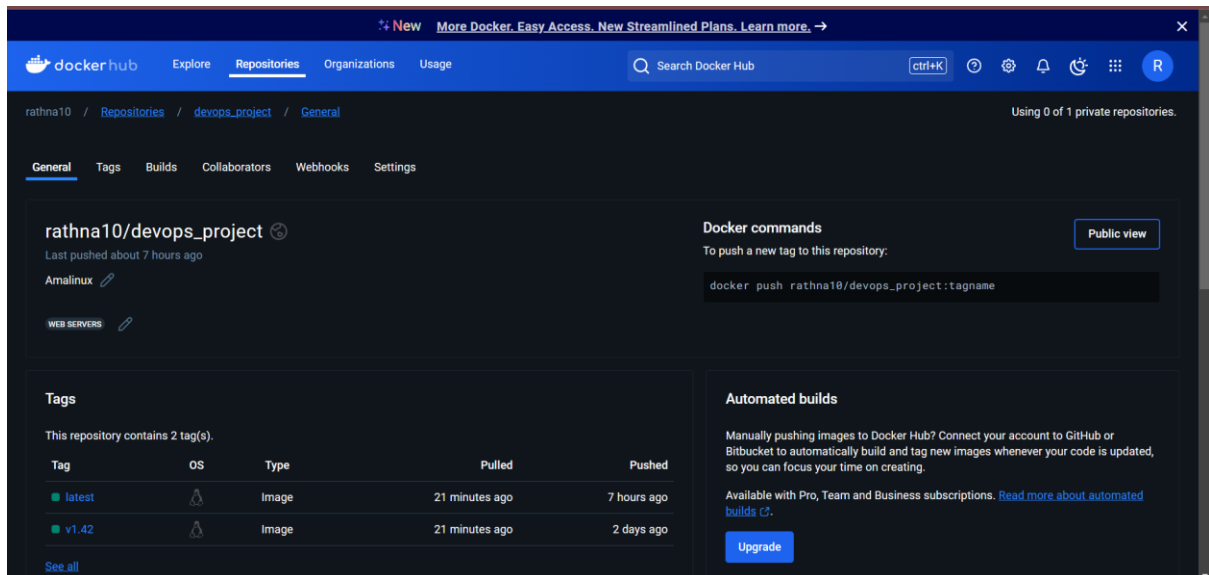 New More Docker. Easy Access. New Streamlined Plans. Learn more. →
dockerhub Explore Repositories Organizations Usage Search Docker Hub ctrl+K R
rathna10 / Repositories / devops_project / General Using 0 of 1 private repositories.
General Tags Builds Collaborators Webhooks Settings
rathna10/devops_project
Last pushed about 7 hours ago
Amalinux
WEB SERVERS
Docker commands
Public view
To push a new tag to this repository:
docker push rathna10/devops_project:tagname
Tags
This repository contains 2 tag(s).
Tag OS Type Pulled Pushed
latest Image 21 minutes ago 7 hours ago
v1.42 Image 21 minutes ago 2 days ago
See all
Automated builds
Manually pushing images to Docker Hub? Connect your account to GitHub or
Bitbucket to automatically build and tag new images whenever your code is updated,
so you can focus your time on creating.
Available with Pro, Team and Business subscriptions. Read more about automated
builds.
Upgrade